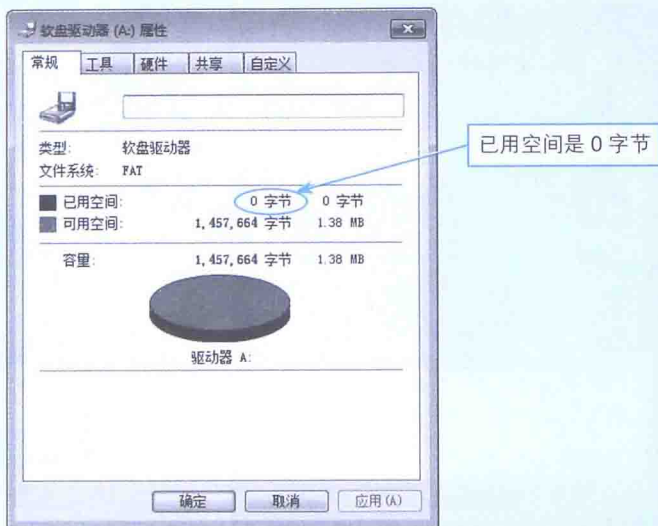 软盘驱动器 (A:) 属性
常规 工具 硬件 共享 自定义
类型: 软盘驱动器
文件系统: FAT
已用空间: 0 字节 0 字节
可用空间: 1,457,664 字节 1.38 MB
容量: 1,457,664 字节 1.38 MB
驱动器 A:
确定 取消 应用(A)
已用空间是 0 字节